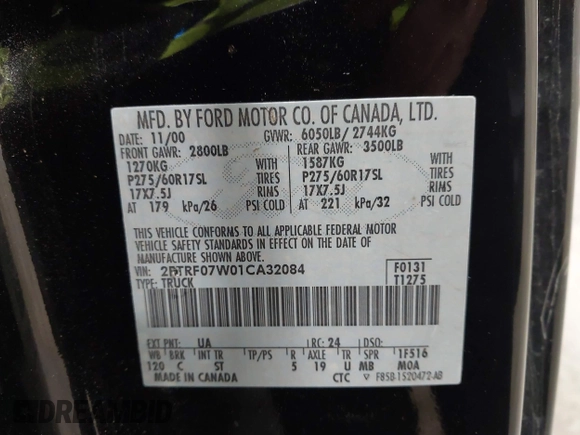 MFD. BY FORD MOTOR CO. OF CANADA, LTD.
DATE: 11/00 GVWR: 6050LB/ 2744KG
FRONT GAWR: 2800LB REAR GAWR: 3500LB
1270KG WITH 1587KG WITH
P275/60R17SL TIRES P275/60R17SL TIRES
17X7.5J RIMS 17X7.5J RIMS
AT 179 kPa/26 PSI COLD AT 221 kPa/32 PSI COLD
THIS VEHICLE CONFORMS TO ALL APPLICABLE FEDERAL MOTOR
VEHICLE SAFETY STANDARDS IN EFFECT ON THE DATE OF
MANUFACTURE SHOWN ABOVE.
VIN: 2FTRF07W01CA32084 F0131
TYPE: TRUCK T1275
EXT PNT: UA RC: 24 DSO:
WB BRK INT TR TP/PS R AXLE TR SPR 1F516
120 C ST 5 19 U MB MOA
MADE IN CANADA CTC F85B-1520472-AB
DREAMBID